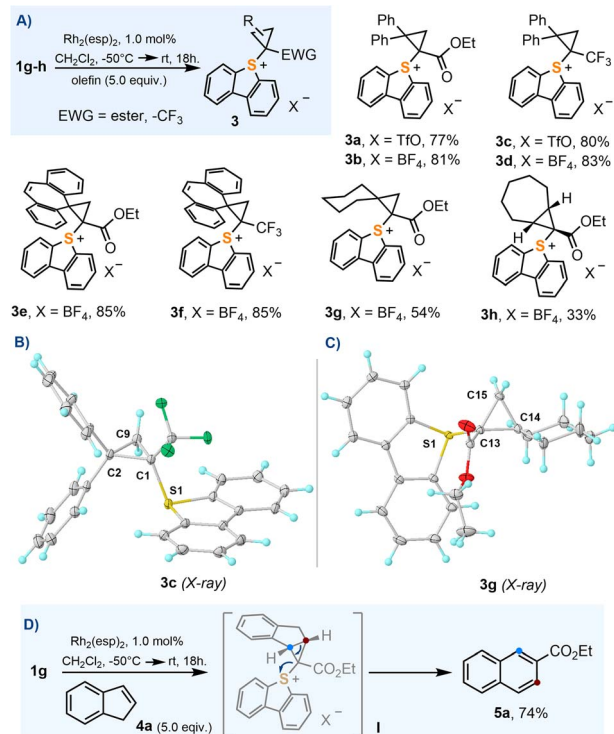 A)
Rh2(esp)2, 1.0 mol%
1g-h
CH2Cl2, -50°C → rt, 18h.
olefin (5.0 equiv.)
EWG = ester, -CF3
R
EWG
S
+
X−
3
Ph
Ph
OEt
O
S
+
X−
3a, X = TfO, 77%
3b, X = BF4, 81%
Ph
Ph
CF3
S
+
X−
3c, X = TfO, 80%
3d, X = BF4, 83%
OEt
O
S
+
X−
3e, X = BF4, 85%
CF3
S
+
X−
3f, X = BF4, 85%
OEt
O
S
+
X−
3g, X = BF4, 54%
H
H
OEt
O
S
+
X−
3h, X = BF4, 33%
B)
C9
C2
C1
S1
3c (X-ray)
C)
C15
S1
C14
C13
3g (X-ray)
D)
Rh2(esp)2, 1.0 mol%
1g
CH2Cl2, -50°C → rt, 18h.
4a (5.0 equiv.)
H
H
CO2Et
S
+
X−
I
CO2Et
5a, 74%